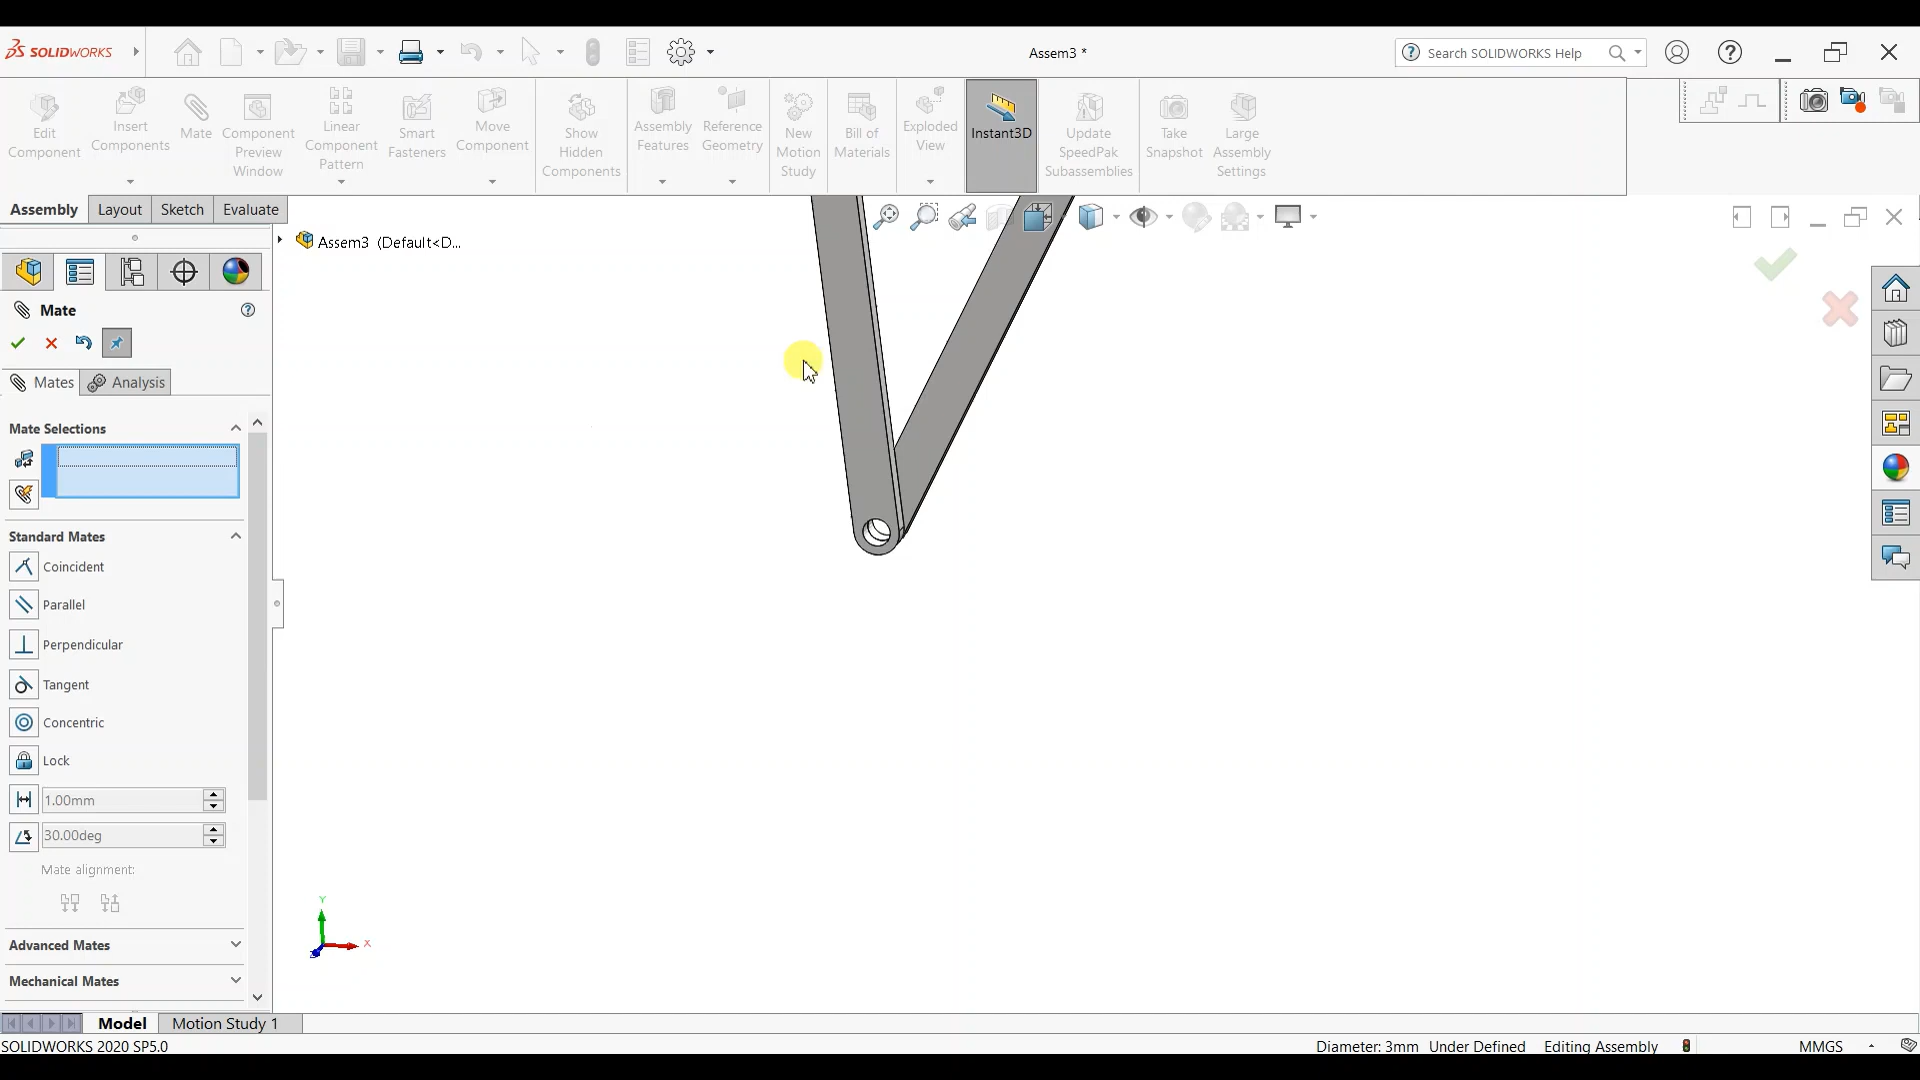 SOLIDWORKS
Assem3 *
Search SOLIDWORKS Help
Edit Component
Insert Components
Mate
Component Preview Window
Linear Component Pattern
Smart Fasteners
Move Component
Show Hidden Components
Assembly Features
Reference Geometry
New Motion Study
Bill of Materials
Exploded View
Instant3D
Update SpeedPak Subassemblies
Take Snapshot
Large Assembly Settings
Assembly
Layout
Sketch
Evaluate
Assem3 (Default<D...
Mate
Mates
Analysis
Mate Selections
Standard Mates
Coincident
Parallel
Perpendicular
Tangent
Concentric
Lock
1.00mm
30.00deg
Mate alignment:
Advanced Mates
Mechanical Mates
Y
X
Model
Motion Study 1
SOLIDWORKS 2020 SP5.0
Diameter: 3mm
Under Defined
Editing Assembly
MMGS